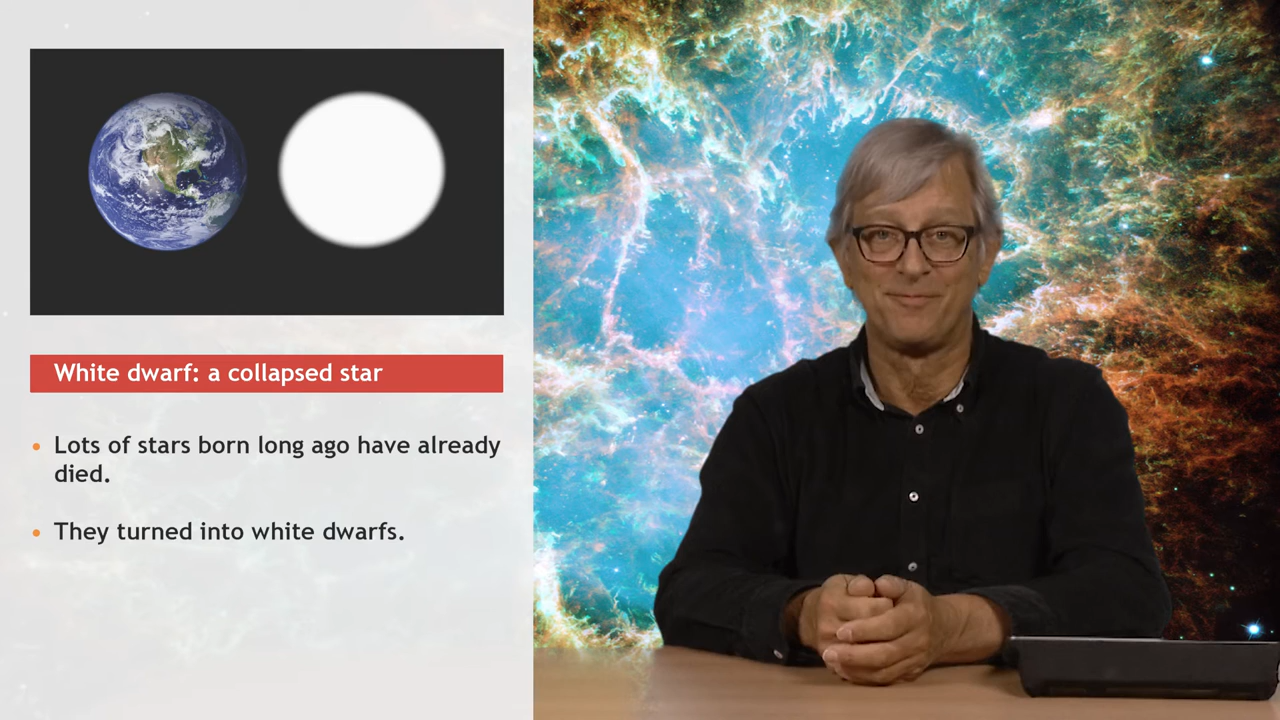 White dwarf: a collapsed star
Lots of stars born long ago have already
died.
They turned into white dwarfs.